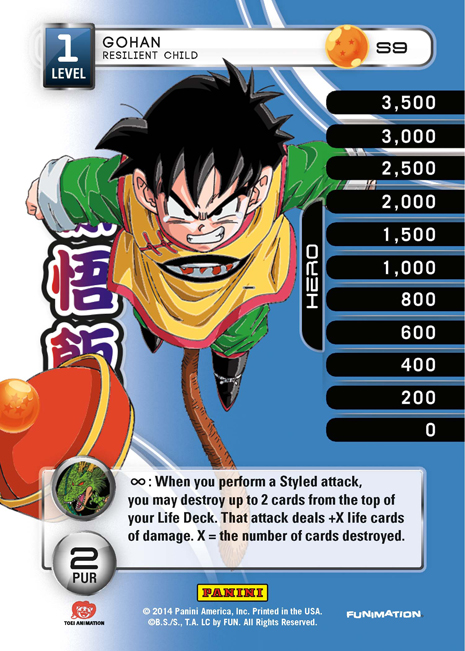 1
LEVEL
GOHAN
RESILIENT CHILD
S9
3,500
3,000
2,500
2,000
1,500
1,000
800
600
400
200
0
HERO
悟
飯
∞: When you perform a Styled attack,
you may destroy up to 2 cards from the top of
your Life Deck. That attack deals +X life cards
of damage. X = the number of cards destroyed.
2
PUR
PANINI
TOEI ANIMATION
© 2014 Panini America, Inc. Printed in the USA.
©B.S./S., T.A. LC by FUN. All Rights Reserved.
FUNIMATION